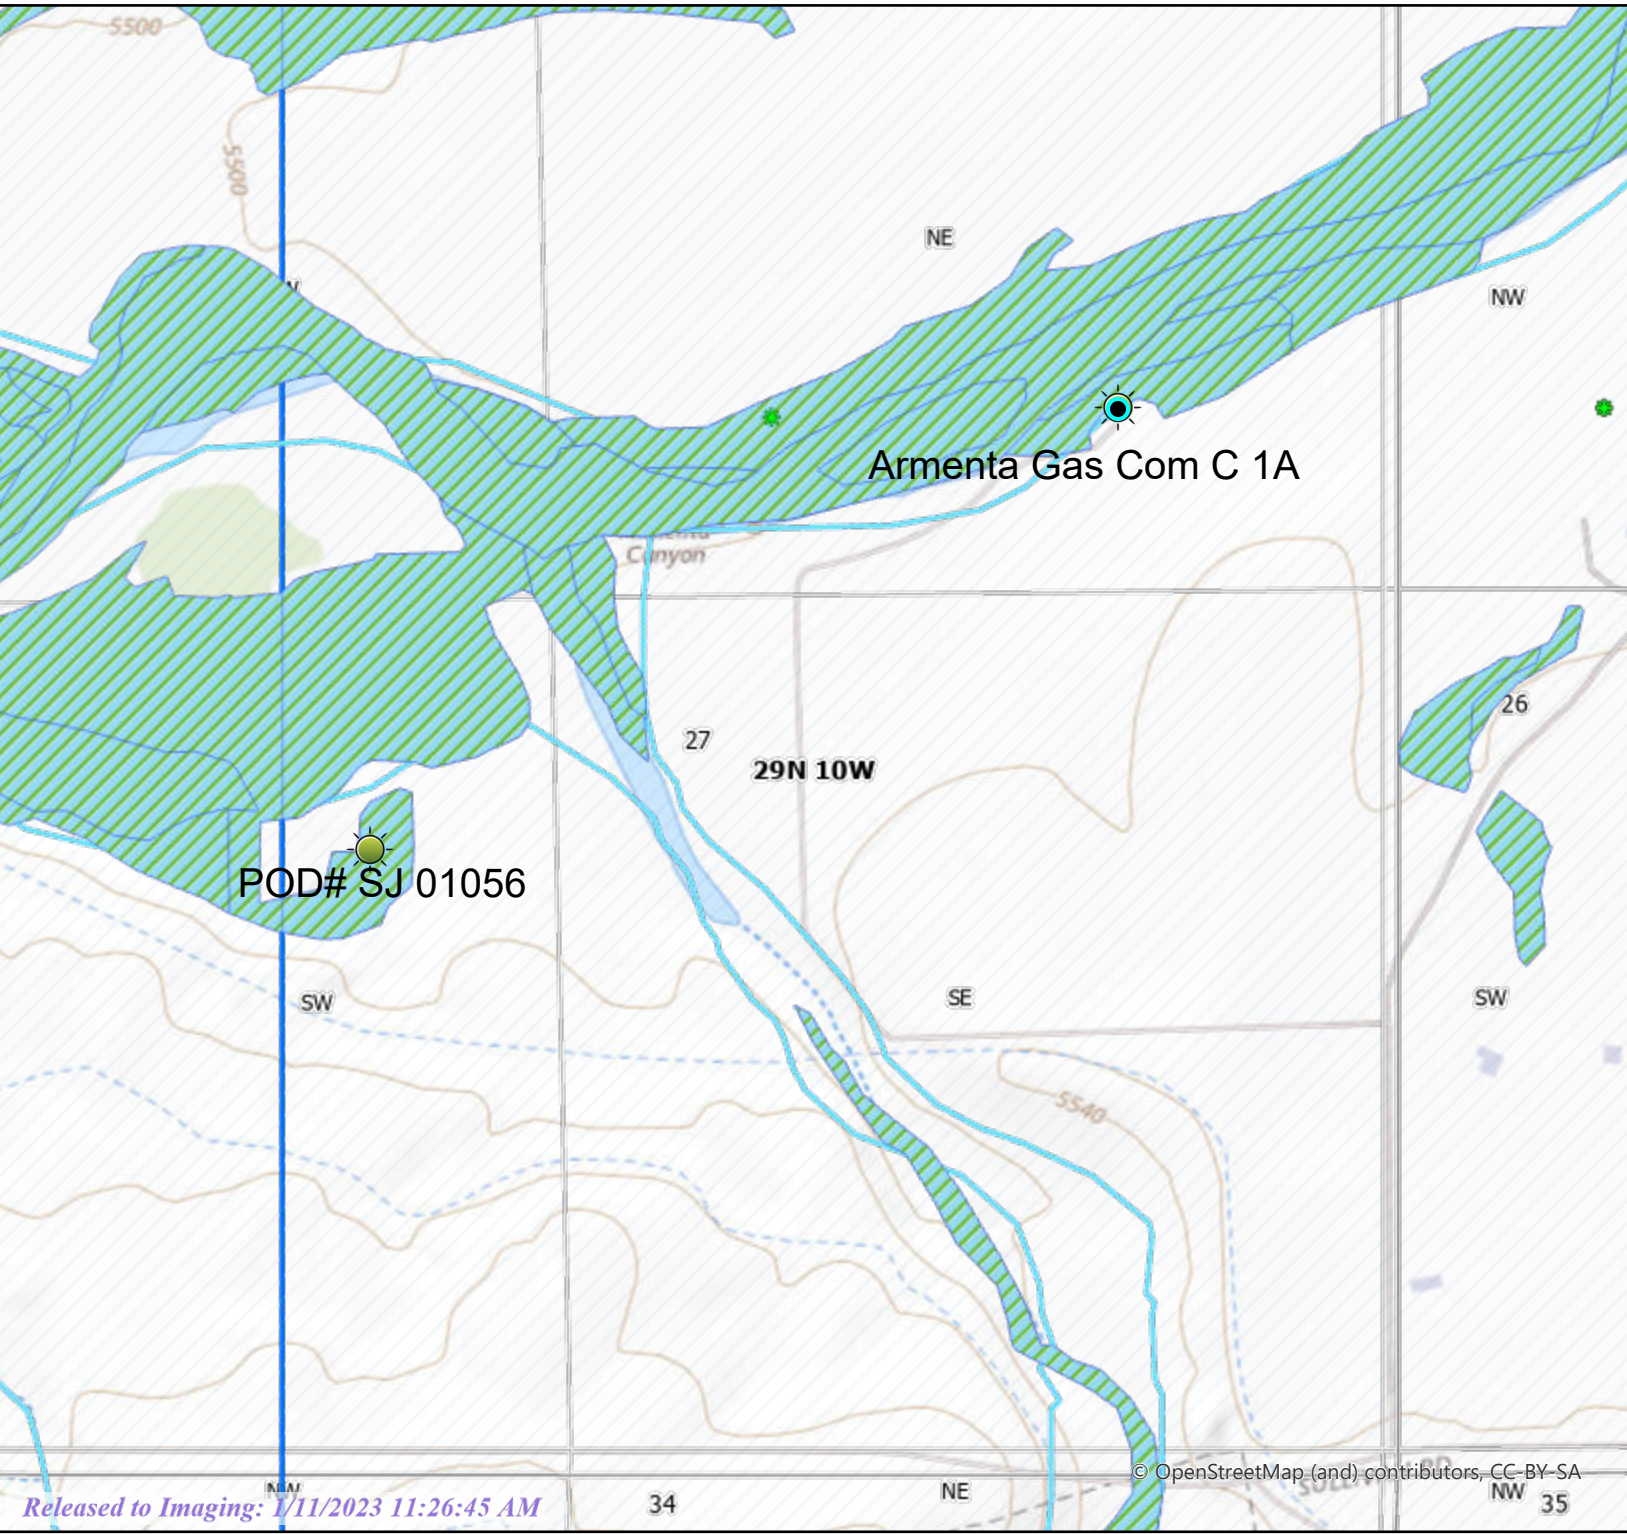 5500
5500
NE
NW
Armenta Gas Com C 1A
Canyon
26
27
29N 10W
POD# SJ 01056
SW
SE
SW
5540
© OpenStreetMap (and) contributors, CC-BY-SA
NW
NE
NW
35
34
Released to Imaging: 1/11/2023 11:26:45 AM